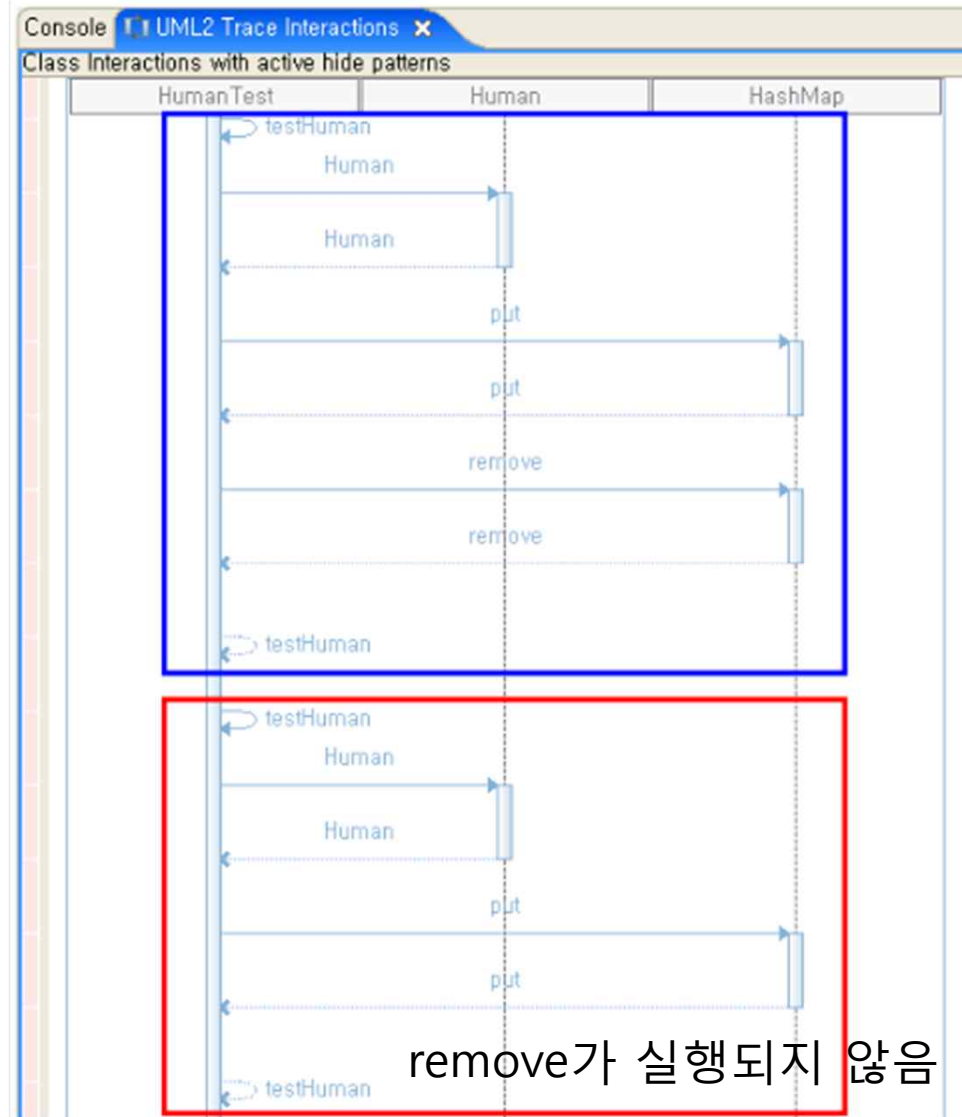 Console UML2 Trace Interactions
Class Interactions with active hide patterns
HumanTest Human HashMap
testHuman
Human
Human
put
put
remove
remove
testHuman
testHuman
Human
Human
put
put
remove가 실행되지 않음
testHuman